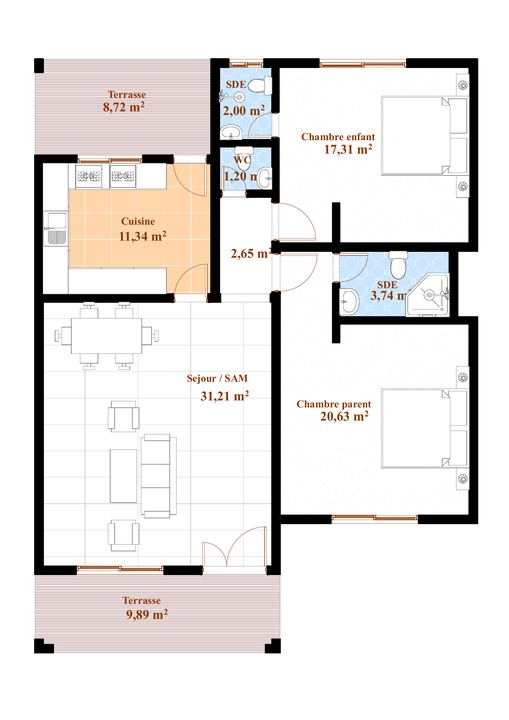 Terrasse
8,72 m²
SDE
2,00 m²
Chambre enfant
17,31 m²
WC
1,20 m
Cuisine
11,34 m²
2,65 m²
SDE
3,74 m
Sejour / SAM
31,21 m²
Chambre parent
20,63 m²
Terrasse
9,89 m²